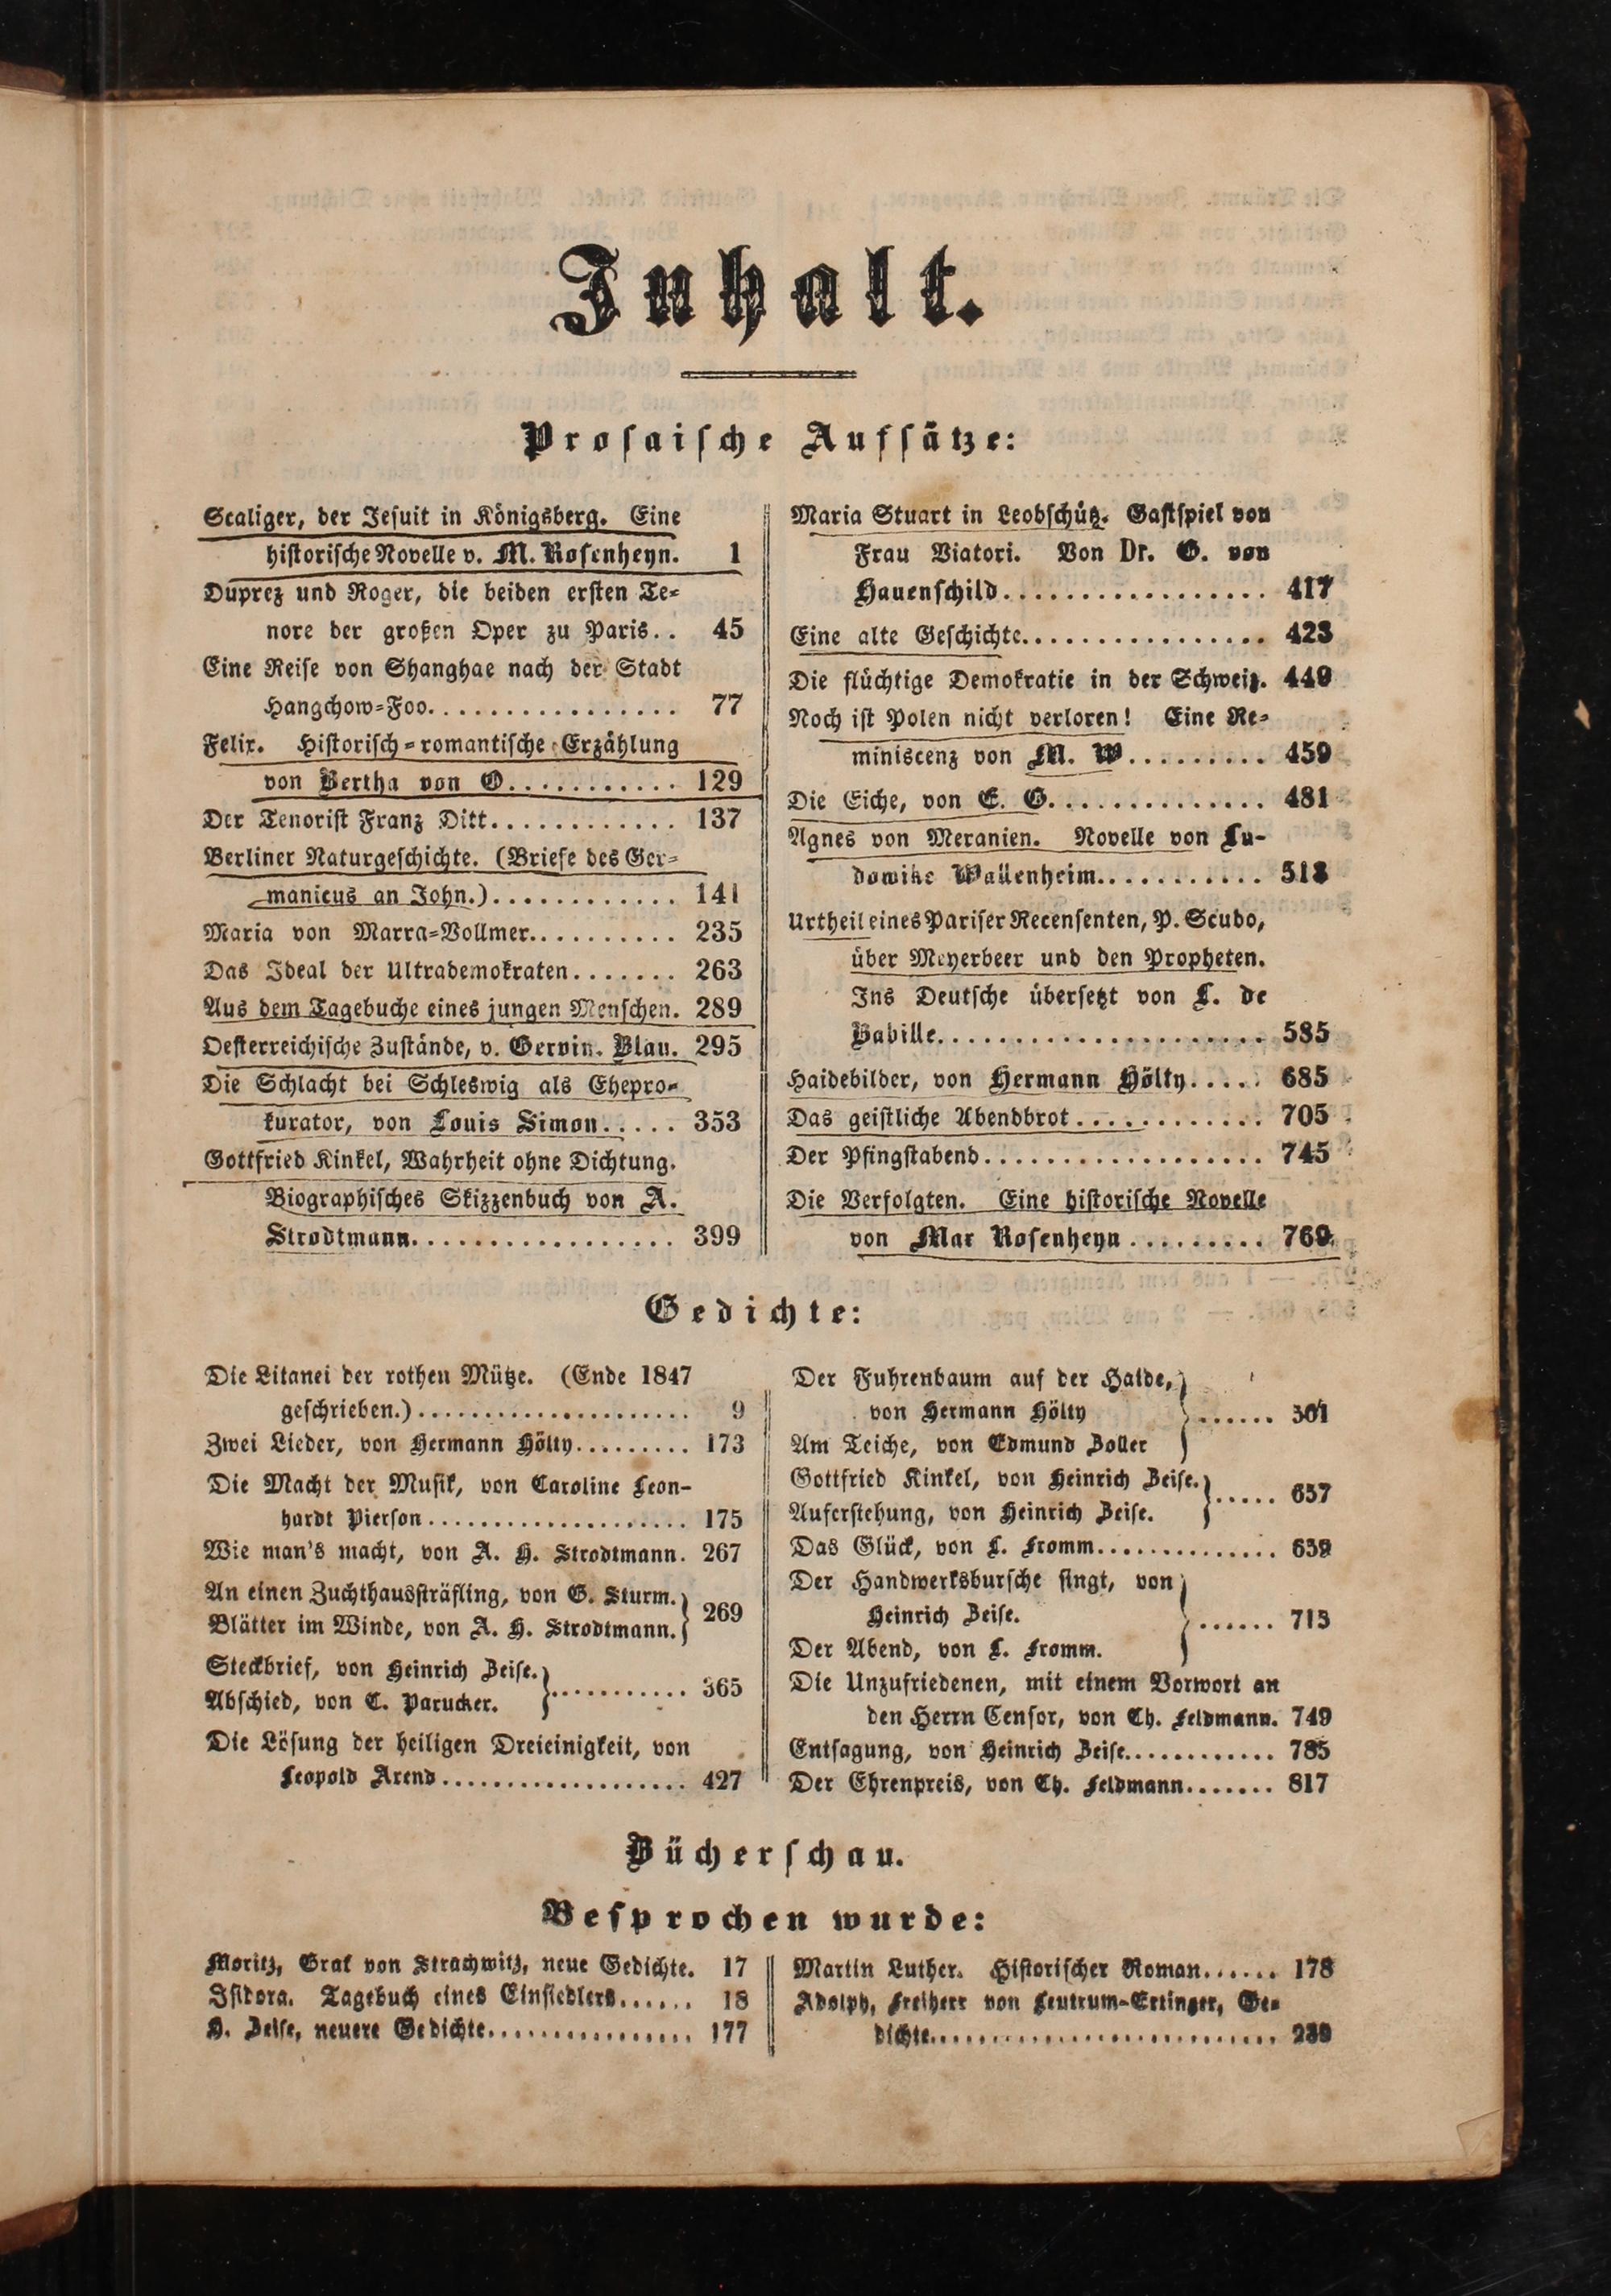 Inhalt.
Prosaische Aufsätze:
Scaliger, der Jesuit in Königsberg. Eine
historische Novelle v. M. Rosenheyn. 1
Duprez und Roger, die beiden ersten Te-
nore der großen Oper zu Paris.. 45
Eine Reise von Shanghae nach der Stadt
Hangchow-Foo................ 77
Felix. Historisch-romantische Erzählung
von Bertha von O........... 129
Der Tenorist Franz Ditt............ 137
Berliner Naturgeschichte. (Briefe des Ger-
manicus an John.)............ 141
Maria von Marra-Vollmer.......... 235
Das Ideal der Ultrademokraten....... 263
Aus dem Tagebuche eines jungen Menschen. 289
Oesterreichische Zustände, v. Gervin. Blau. 295
Die Schlacht bei Schleswig als Ehepro-
kurator, von Louis Simon..... 353
Gottfried Kinkel, Wahrheit ohne Dichtung.
Biographisches Skizzenbuch von A.
Strodtmann................. 399
Maria Stuart in Leobschütz. Gastspiel von
Frau Viatori. Von Dr. G. von
Hauenschild................. 417
Eine alte Geschichte................ 423
Die flüchtige Demokratie in der Schweiz. 449
Noch ist Polen nicht verloren! Eine Re-
miniscenz von M. W......... 459
Die Eiche, von E. G.............. 481
Agnes von Meranien. Novelle von Lu-
dowike Wallenheim........... 513
Urtheil eines Pariser Recensenten, P. Scudo,
über Meyerbeer und den Propheten.
Ins Deutsche übersetzt von L. de
Babille..................... 585
Haidebilder, von Hermann Hölty..... 685
Das geistliche Abendbrot............ 705
Der Pfingstabend.................. 745
Die Verfolgten. Eine historische Novelle
von Max Rosenheyn......... 769
Gedichte:
Die Litanei der rothen Mütze. (Ende 1847
geschrieben.)..................... 9
Zwei Lieder, von Hermann Hölty......... 173
Die Macht der Musik, von Caroline Leon-
hardt Pierson.................... 175
Wie man's macht, von A. H. Strodtmann. 267
An einen Zuchthaussträfling, von G. Sturm.
Blätter im Winde, von A. H. Strodtmann. } 269
Steckbrief, von Heinrich Zeise.
Abschied, von C. Parucker. }........... 365
Die Lösung der heiligen Dreieinigkeit, von
Leopold Arend................... 427
Der Fuhrenbaum auf der Haide,
von Hermann Hölty }...... 301
Am Teiche, von Edmund Zoller
Gottfried Kinkel, von Heinrich Zeise. }..... 657
Auferstehung, von Heinrich Zeise.
Das Glück, von L. Fromm.............. 659
Der Handwerksbursche singt, von
Heinrich Zeise. }...... 713
Der Abend, von L. Fromm.
Die Unzufriedenen, mit einem Vorwort an
den Herrn Censor, von Ch. Feldmann. 749
Entsagung, von Heinrich Zeise............ 785
Der Ehrenpreis, von Ch. Feldmann....... 817
Bücherschau.
Besprochen wurde:
Moritz, Graf von Strachwitz, neue Gedichte. 17
Isidora. Tagebuch eines Einsiedlers...... 18
H. Zeise, neuere Gedichte................ 177
Martin Luther. Historischer Roman...... 178
Adolph, Freiherr von Leutrum-Ertinger, Ge-
dichte........................... 239